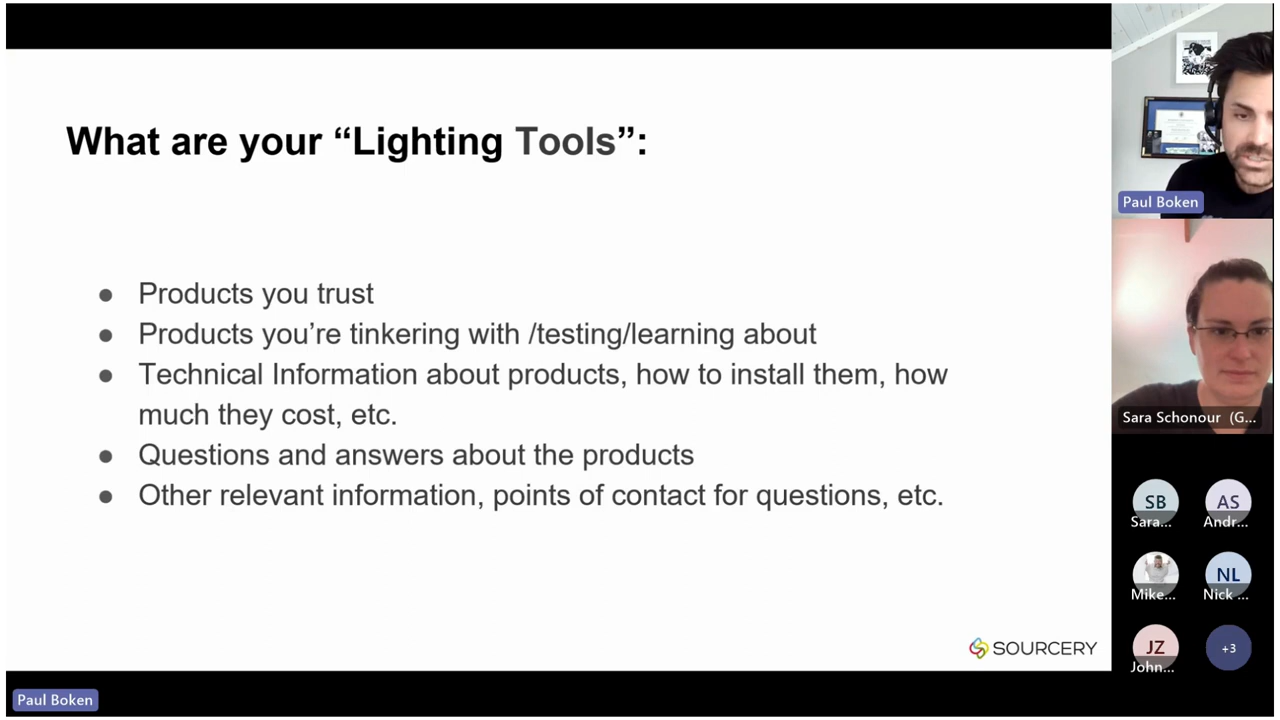 What are your “Lighting Tools”:
● Products you trust
● Products you’re tinkering with /testing/learning about
● Technical Information about products, how to install them, how
much they cost, etc.
● Questions and answers about the products
● Other relevant information, points of contact for questions, etc.
SOURCERY
Paul Boken
Paul Boken
Sara Schonour (G...
SB
Sara...
AS
Andr...
Mike...
NL
Nick ...
JZ
John...
+3